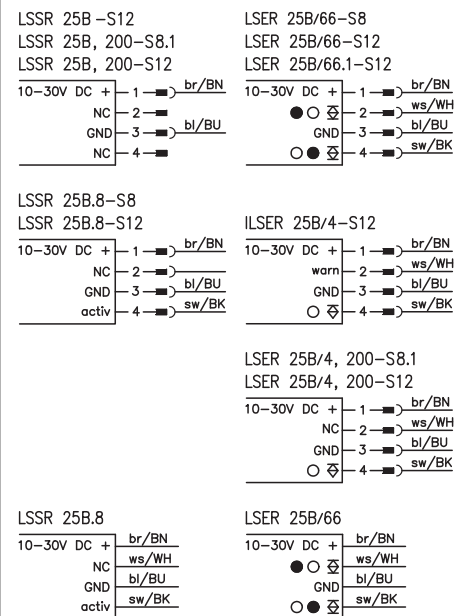 LSSR 25B –S12
LSSR 25B, 200–S8.1
LSSR 25B, 200–S12
10–30V DC + 1 br/BN
NC 2
GND 3 bl/BU
NC 4
LSER 25B/66–S8
LSER 25B/66–S12
LSER 25B/66.1–S12
10–30V DC + 1 br/BN
2 ws/WH
GND 3 bl/BU
4 sw/BK
LSSR 25B.8–S8
LSSR 25B.8–S12
10–30V DC + 1 br/BN
NC 2
GND 3 bl/BU
activ 4 sw/BK
ILSER 25B/4–S12
10–30V DC + 1 br/BN
warn 2 ws/WH
GND 3 bl/BU
4 sw/BK
LSER 25B/4, 200–S8.1
LSER 25B/4, 200–S12
10–30V DC + 1 br/BN
NC 2 ws/WH
GND 3 bl/BU
4 sw/BK
LSSR 25B.8
10–30V DC + br/BN
NC ws/WH
GND bl/BU
activ sw/BK
LSER 25B/66
10–30V DC + br/BN
ws/WH
GND bl/BU
sw/BK